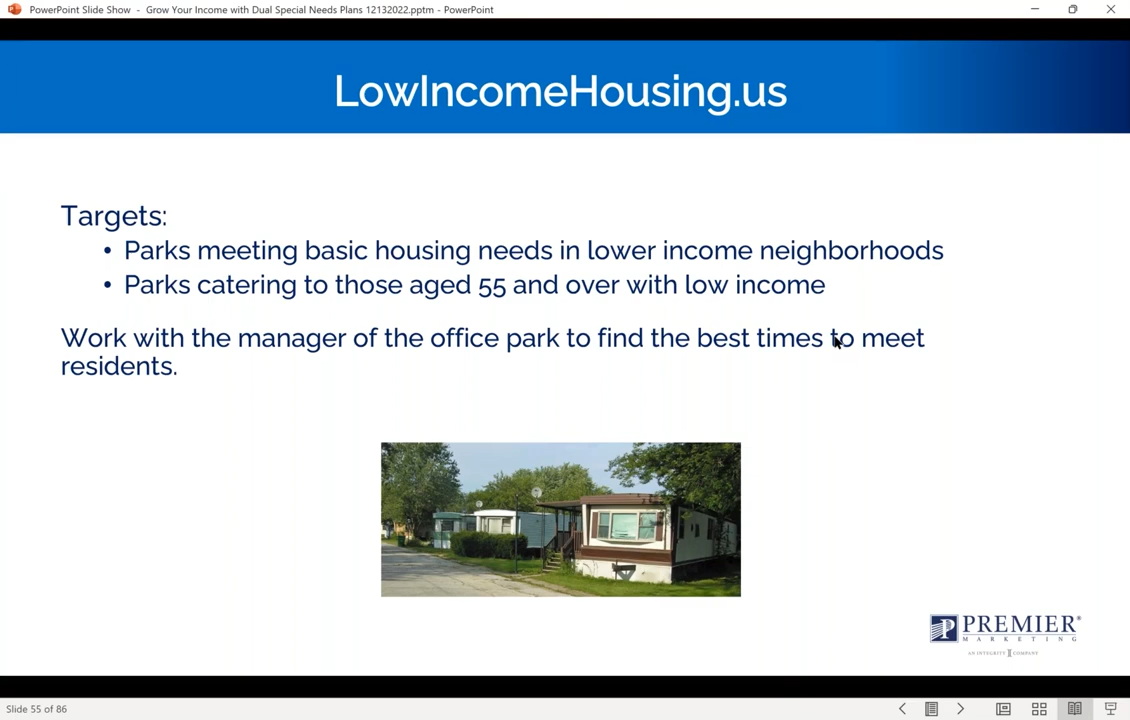 PowerPoint Slide Show - Grow Your Income with Dual Special Needs Plans 12132022.pptm - PowerPoint
LowIncomeHousing.us
Targets:
• Parks meeting basic housing needs in lower income neighborhoods
• Parks catering to those aged 55 and over with low income
Work with the manager of the office park to find the best times to meet
residents.
PREMIER®
MARKETING
AN INTEGRITY COMPANY
Slide 55 of 86